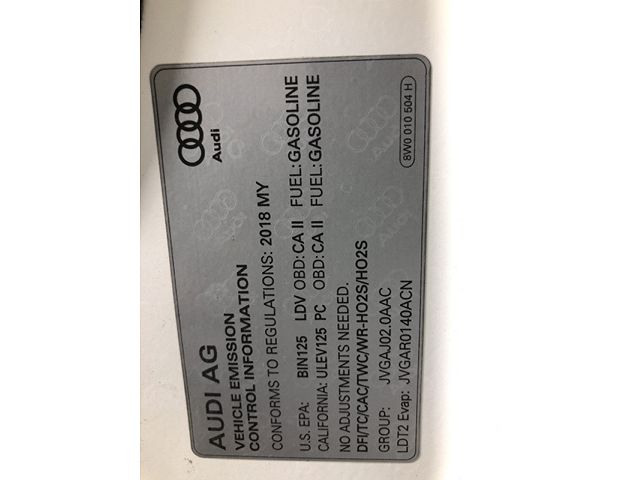 AUDI AG
VEHICLE EMISSION
CONTROL INFORMATION
Audi
CONFORMS TO REGULATIONS: 2018 MY
U.S. EPA: BIN125 LDV OBD: CA II FUEL: GASOLINE
CALIFORNIA: ULEV125 PC OBD: CA II FUEL: GASOLINE
NO ADJUSTMENTS NEEDED.
DFI/TC/CAC/TWC/WR-HO2S/HO2S
GROUP: JVGAJ02.0AAC
LDT2 Evap: JVGAR0140ACN
8W0 010 504 H